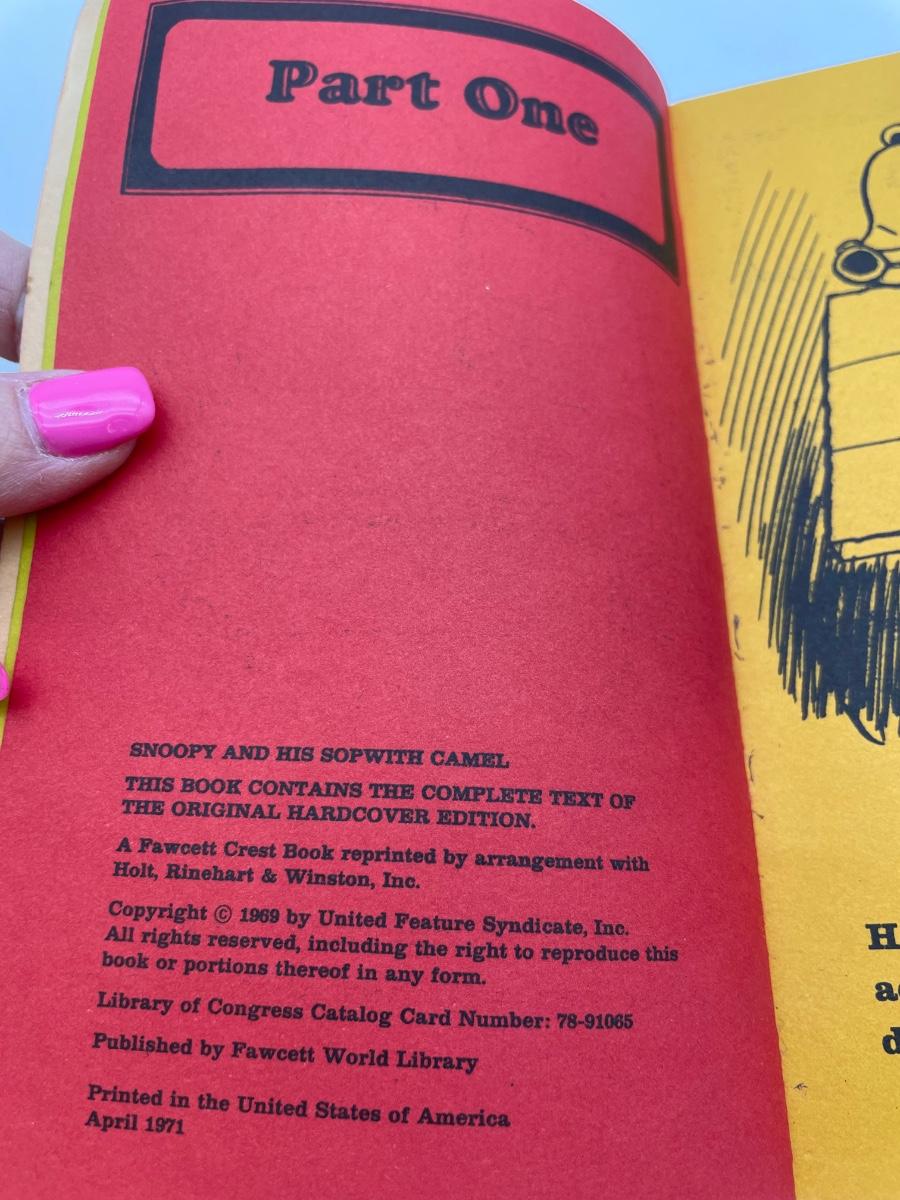 Part One
SNOOPY AND HIS SOPWITH CAMEL
THIS BOOK CONTAINS THE COMPLETE TEXT OF
THE ORIGINAL HARDCOVER EDITION.
A Fawcett Crest Book reprinted by arrangement with
Holt, Rinehart & Winston, Inc.
Copyright © 1969 by United Feature Syndicate, Inc.
All rights reserved, including the right to reproduce this
book or portions thereof in any form.
Library of Congress Catalog Card Number: 78-91065
Published by Fawcett World Library
Printed in the United States of America
April 1971